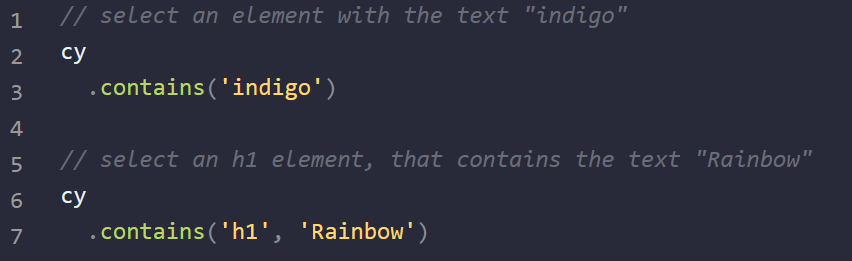 1 // select an element with the text "indigo"
2 cy
3   .contains('indigo')
4
5 // select an h1 element, that contains the text "Rainbow"
6 cy
7   .contains('h1', 'Rainbow')